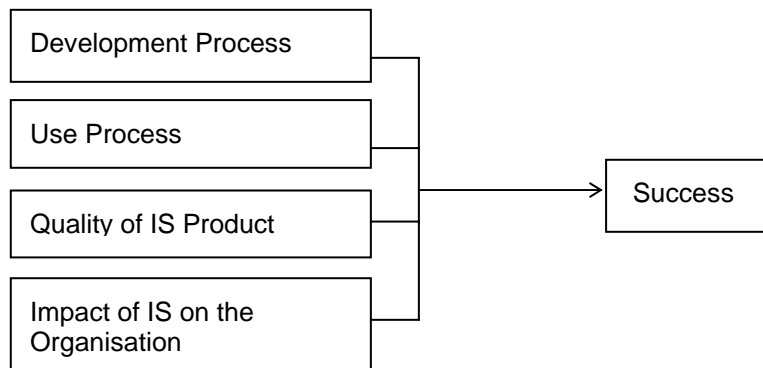 Development Process
Use Process
Quality of IS Product
Impact of IS on the
Organisation
Success